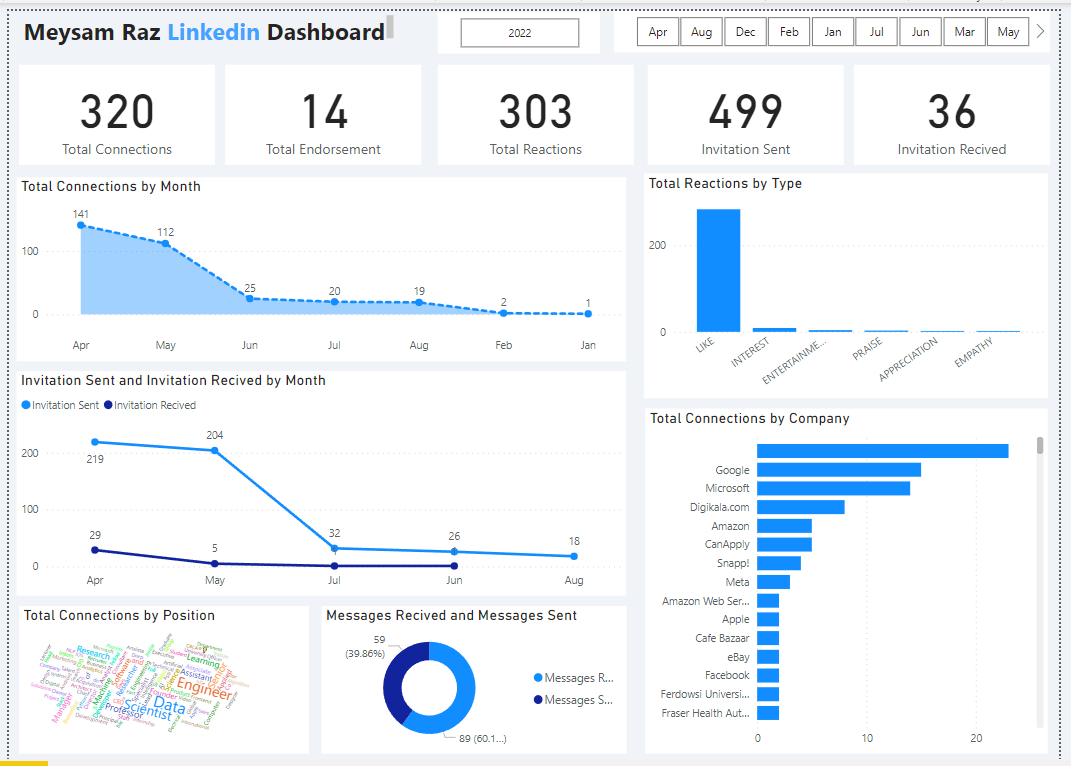 Meysam Raz Linkedin Dashboard
2022
Apr Aug Dec Feb Jan Jul Jun Mar May
320 14 303 499 36
Total Connections Total Endorsement Total Reactions Invitation Sent Invitation Recived
Total Connections by Month
141
112
25
20
19
2
1
100
0
Apr May Jun Jul Aug Feb Jan
Total Reactions by Type
200
0
LIKE INTEREST ENTERTAINME... PRAISE APPRECIATION EMPATHY
Invitation Sent and Invitation Recived by Month
Invitation Sent Invitation Recived
219
204
32
26
18
29
5
200
100
0
Apr May Jul Jun Aug
Total Connections by Company
Google
Microsoft
Digikala.com
Amazon
CanApply
Snapp!
Meta
Amazon Web Ser...
Apple
Cafe Bazaar
eBay
Facebook
Ferdowsi Universi...
Fraser Health Aut...
0 10 20
Total Connections by Position
Research
Learning
Software
Senior
Assistant
Engineer
Researcher
Machine
Founder
Data
Scientist
Professor
Developer
Manager
Messages Recived and Messages Sent
59
(39.86%)
Messages R...
Messages S...
89 (60.1...)